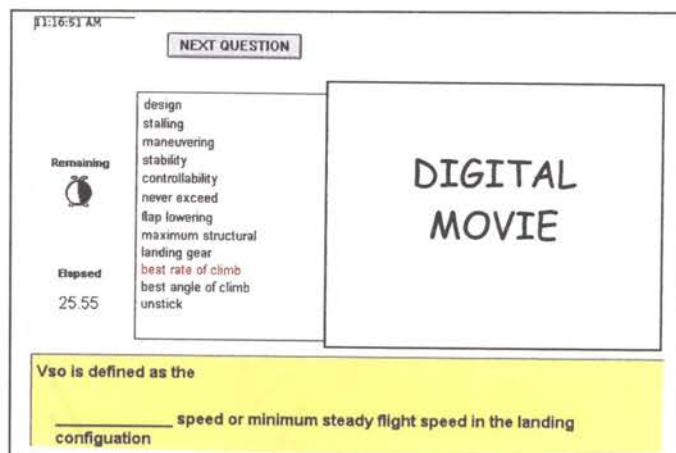 11:16:51 AM
NEXT QUESTION
design
stalling
maneuvering
stability
controllability
never exceed
flap lowering
maximum structural
landing gear
best rate of climb
best angle of climb
unstick
Remaining
Elapsed
25.55
DIGITAL
MOVIE
Vso is defined as the
____________ speed or minimum steady flight speed in the landing
configuation